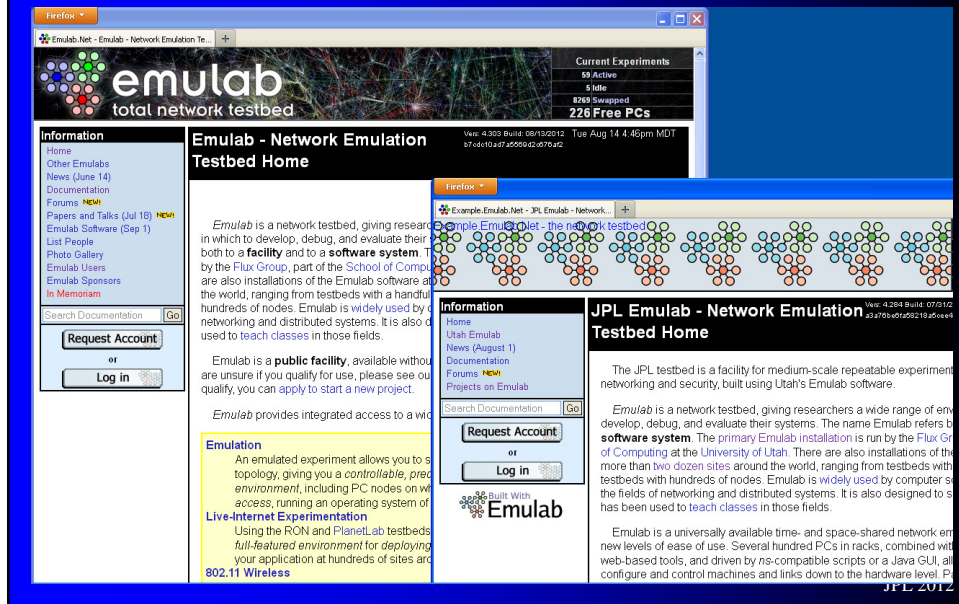 Firefox
Emulab.Net - Emulab - Network Emulation Te...
emulab
total network testbed
Current Experiments
59 Active
5 Idle
8269 Swapped
226 Free PCs
Information
Home
Other Emulabs
News (June 14)
Documentation
Forums NEW!
Papers and Talks (Jul 18) NEW!
Emulab Software (Sep 1)
List People
Photo Gallery
Emulab Users
Emulab Sponsors
In Memoriam
Search Documentation Go
Request Account
or
Log in
Emulab - Network Emulation
Testbed Home
Vers: 4.303 Build: 08/13/2012 Tue Aug 14 4:46pm MDT
Emulab is a network testbed, giving researc
in which to develop, debug, and evaluate their
both to a facility and to a software system. T
by the Flux Group, part of the School of Compu
are also installations of the Emulab software at
the world, ranging from testbeds with a handful
hundreds of nodes. Emulab is widely used by
networking and distributed systems. It is also d
used to teach classes in those fields.
Emulab is a public facility, available withou
are unsure if you qualify for use, please see ou
qualify, you can apply to start a new project.
Emulab provides integrated access to a wid
Emulation
An emulated experiment allows you to s
topology, giving you a controllable, pred
environment, including PC nodes on wh
access, running an operating system of
Live-Internet Experimentation
Using the RON and PlanetLab testbeds
full-featured environment for deploying
your application at hundreds of sites aro
802.11 Wireless
Firefox
Example.Emulab.Net - JPL Emulab - Network...
Example Emulab.Net - the network testbed
Information
Home
Utah Emulab
News (August 1)
Documentation
Forums NEW!
Projects on Emulab
Search Documentation Go
Request Account
or
Log in
Built With
Emulab
JPL Emulab - Network Emulation
Testbed Home
Vers: 4.284 Build: 07/31/2
The JPL testbed is a facility for medium-scale repeatable experiment
networking and security, built using Utah's Emulab software.
Emulab is a network testbed, giving researchers a wide range of env
develop, debug, and evaluate their systems. The name Emulab refers b
software system. The primary Emulab installation is run by the Flux Gr
of Computing at the University of Utah. There are also installations of the
more than two dozen sites around the world, ranging from testbeds with
testbeds with hundreds of nodes. Emulab is widely used by computer sc
the fields of networking and distributed systems. It is also designed to s
has been used to teach classes in those fields.
Emulab is a universally available time- and space-shared network em
new levels of ease of use. Several hundred PCs in racks, combined with
web-based tools, and driven by ns-compatible scripts or a Java GUI, all
configure and control machines and links down to the hardware level. Pa
JPL 2012